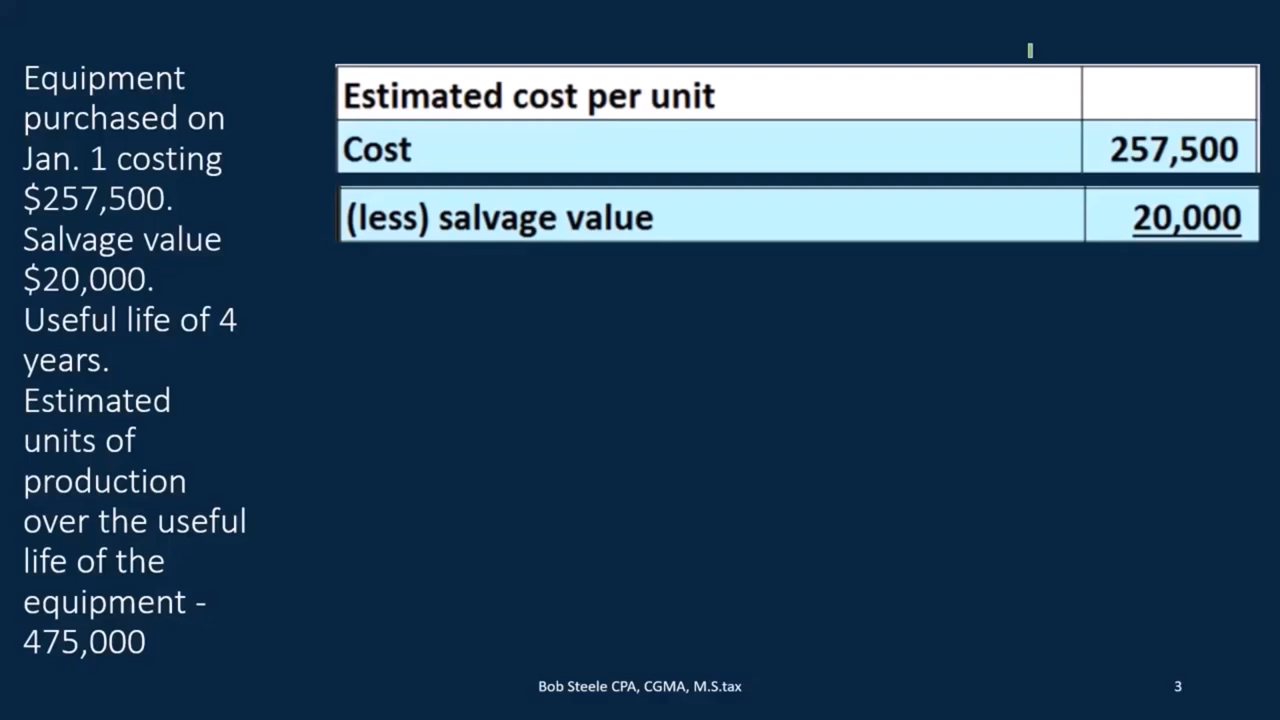 Equipment
purchased on
Jan. 1 costing
$257,500.
Salvage value
$20,000.
Useful life of 4
years.
Estimated
units of
production
over the useful
life of the
equipment -
475,000
Estimated cost per unit
Cost 257,500
(less) salvage value 20,000
Bob Steele CPA, CGMA, M.S.tax 3